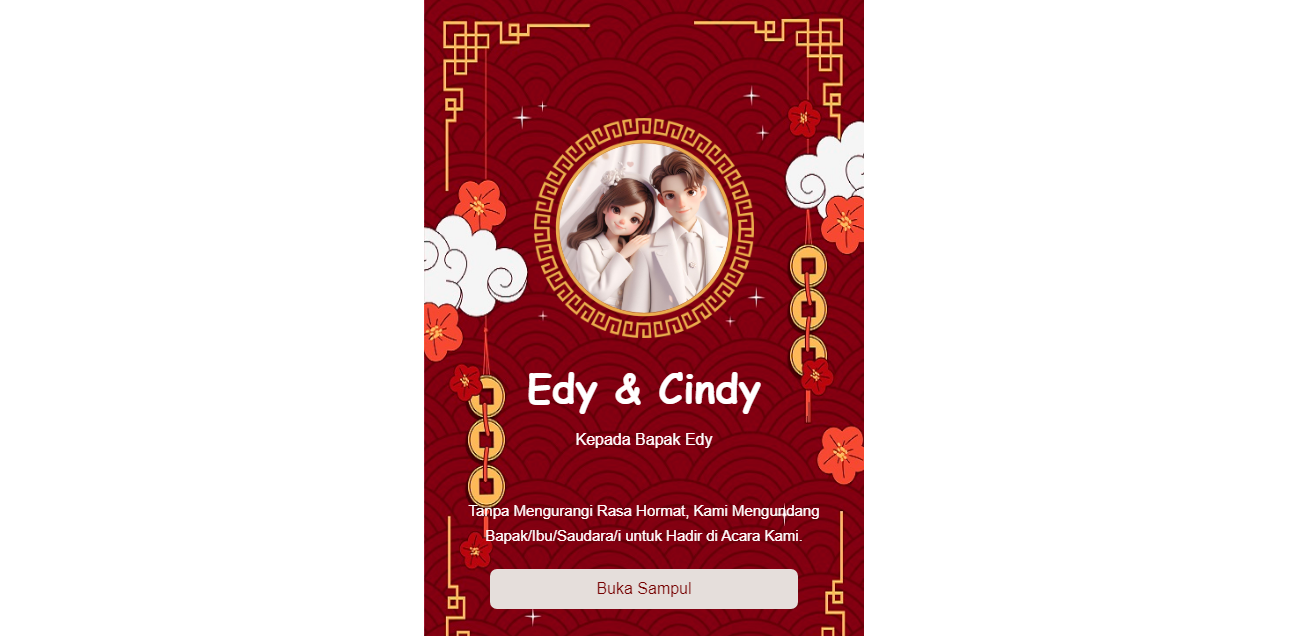 Edy & Cindy
Kepada Bapak Edy
Tanpa Mengurangi Rasa Hormat, Kami Mengundang
Bapak/Ibu/Saudara/i untuk Hadir di Acara Kami.
Buka Sampul